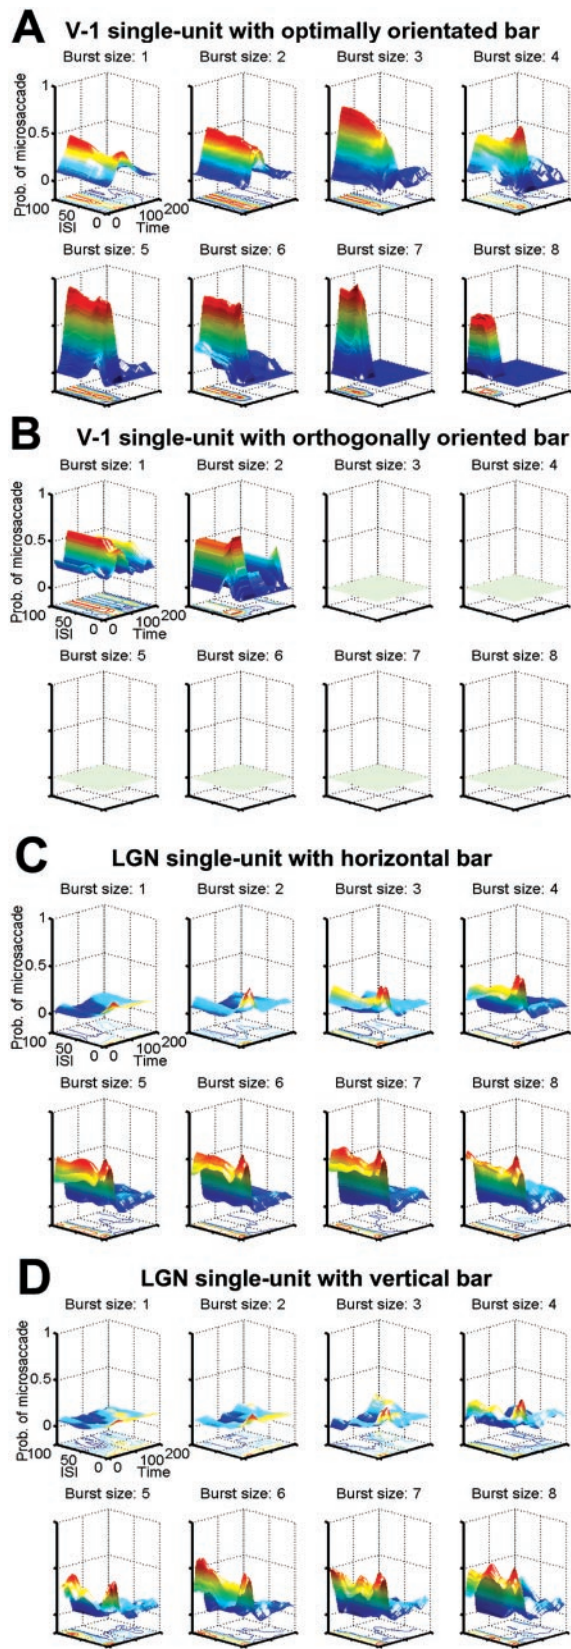 A V-1 single-unit with optimally orientated bar
Burst size: 1 Burst size: 2 Burst size: 3 Burst size: 4
Prob. of microsaccade
1
0.5
0
100 50 0 0 100 200
ISI Time
Burst size: 5 Burst size: 6 Burst size: 7 Burst size: 8
B V-1 single-unit with orthogonally oriented bar
Burst size: 1 Burst size: 2 Burst size: 3 Burst size: 4
Prob. of microsaccade
1
0.5
0
100 50 0 0 100 200
ISI Time
Burst size: 5 Burst size: 6 Burst size: 7 Burst size: 8
C LGN single-unit with horizontal bar
Burst size: 1 Burst size: 2 Burst size: 3 Burst size: 4
Prob. of microsaccade
1
0.5
0
100 50 0 0 100 200
ISI Time
Burst size: 5 Burst size: 6 Burst size: 7 Burst size: 8
D LGN single-unit with vertical bar
Burst size: 1 Burst size: 2 Burst size: 3 Burst size: 4
Prob. of microsaccade
1
0.5
0
100 50 0 0 100 200
ISI Time
Burst size: 5 Burst size: 6 Burst size: 7 Burst size: 8